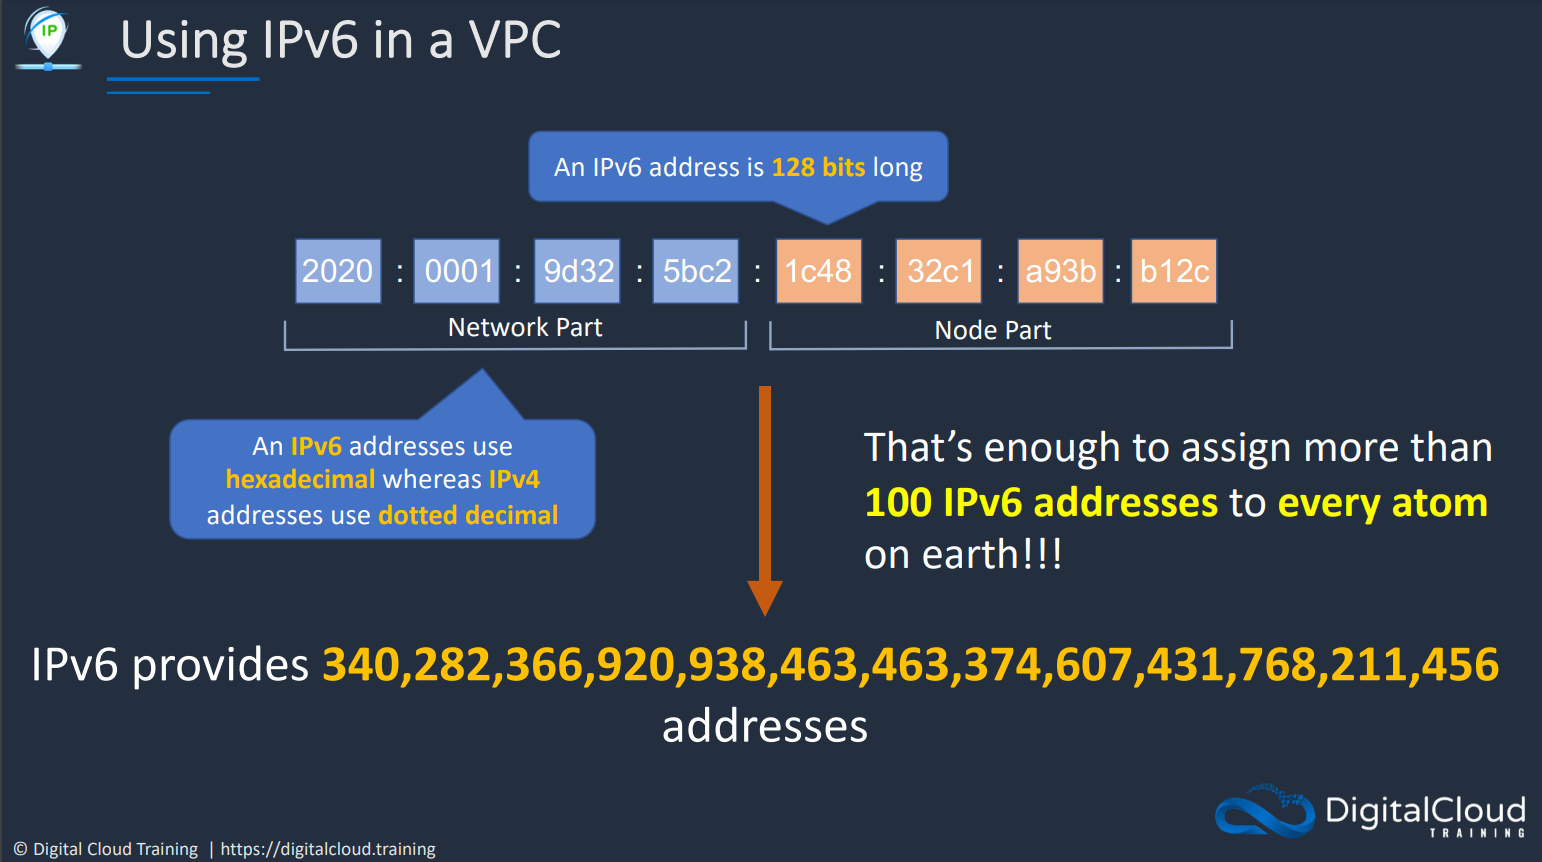 IP
Using IPv6 in a VPC
An IPv6 address is 128 bits long
2020 : 0001 : 9d32 : 5bc2 : 1c48 : 32c1 : a93b : b12c
Network Part
Node Part
An IPv6 addresses use
hexadecimal whereas IPv4
addresses use dotted decimal
That’s enough to assign more than
100 IPv6 addresses to every atom
on earth!!!
IPv6 provides 340,282,366,920,938,463,463,374,607,431,768,211,456
addresses
DigitalCloud
TRAINING
© Digital Cloud Training | https://digitalcloud.training